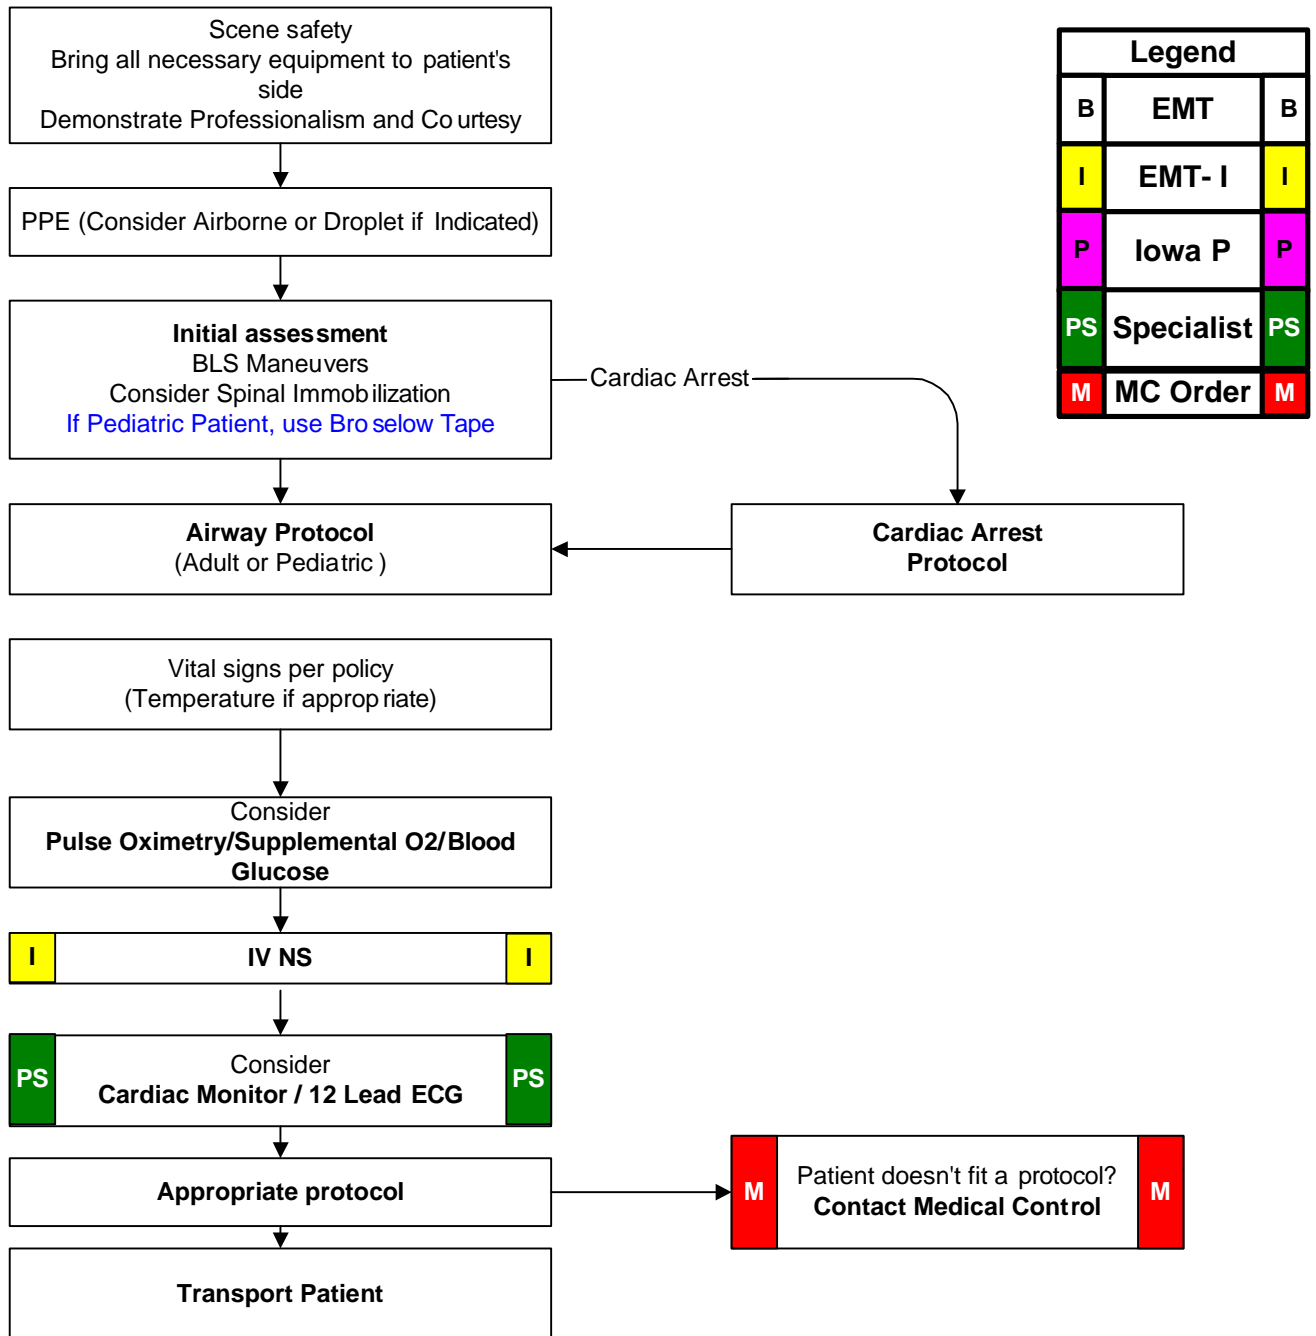 Scene safety
Bring all necessary equipment to patient's
side
Demonstrate Professionalism and Courtesy
PPE (Consider Airborne or Droplet if Indicated)
Initial assessment
BLS Maneuvers
Consider Spinal Immobilization
If Pediatric Patient, use Broselow Tape
Cardiac Arrest
Airway Protocol
(Adult or Pediatric )
Cardiac Arrest
Protocol
Vital signs per policy
(Temperature if appropriate)
Consider
Pulse Oximetry/Supplemental O2/Blood
Glucose
I IV NS I
Consider
PS PS
Cardiac Monitor / 12 Lead ECG
Appropriate protocol
Patient doesn't fit a protocol?
M M
Contact Medical Control
Transport Patient
Legend
B EMT B
I EMT- I I
P Iowa P P
PS Specialist PS
M MC Order M